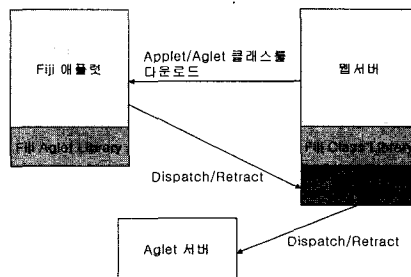 Fiji 애플럿
Applet/Aglet 클래스를
다운로드
웹서버
Fiji Aglet Library
Fiji Class Library
Dispatch/Retract
Aglet 서버
Dispatch/Retract